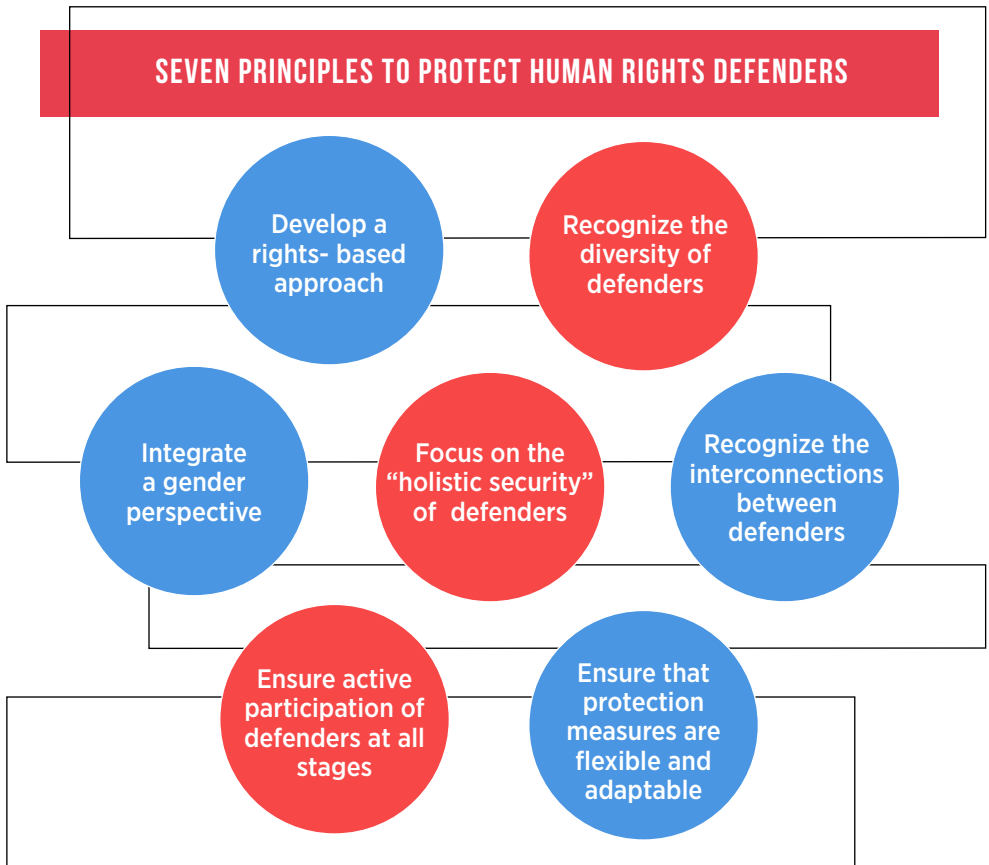 SEVEN PRINCIPLES TO PROTECT HUMAN RIGHTS DEFENDERS
Develop a
rights- based
approach
Recognize the
diversity of
defenders
Integrate
a gender
perspective
Focus on the
“holistic security”
of defenders
Recognize the
interconnections
between
defenders
Ensure active
participation of
defenders at all
stages
Ensure that
protection
measures are
flexible and
adaptable